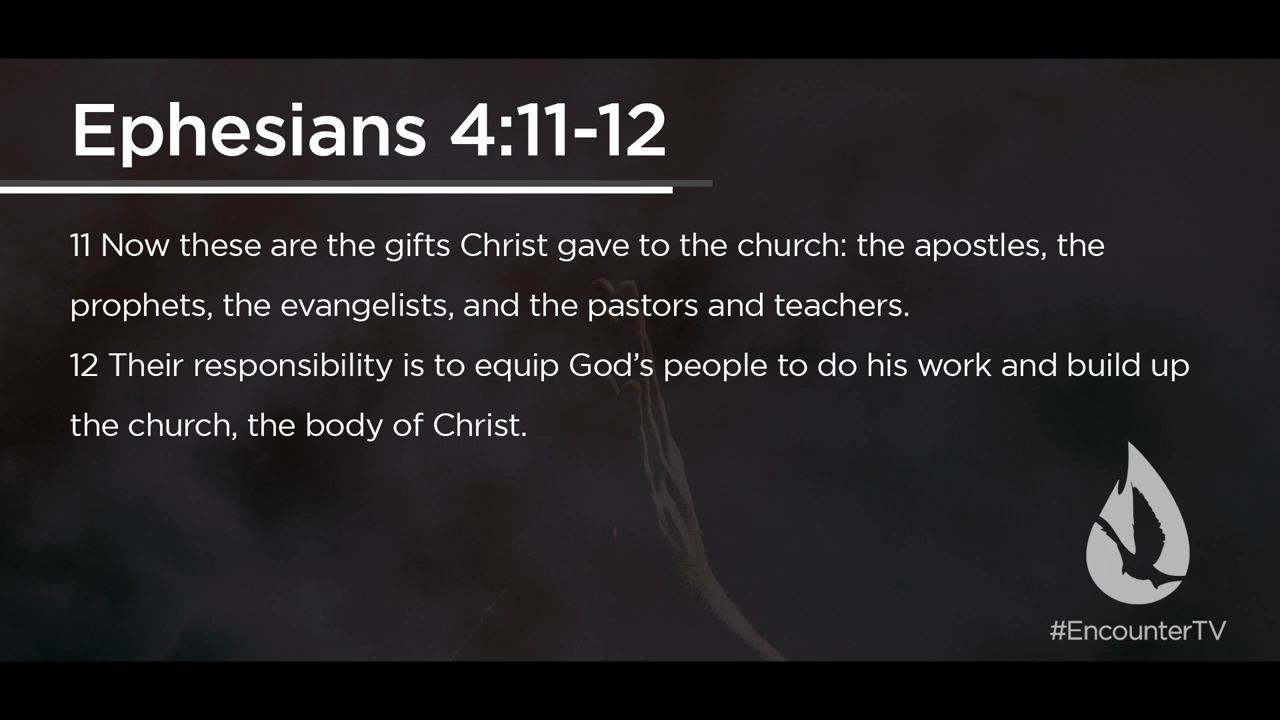 Ephesians 4:11-12
11 Now these are the gifts Christ gave to the church: the apostles, the
prophets, the evangelists, and the pastors and teachers.
12 Their responsibility is to equip God’s people to do his work and build up
the church, the body of Christ.
#EncounterTV